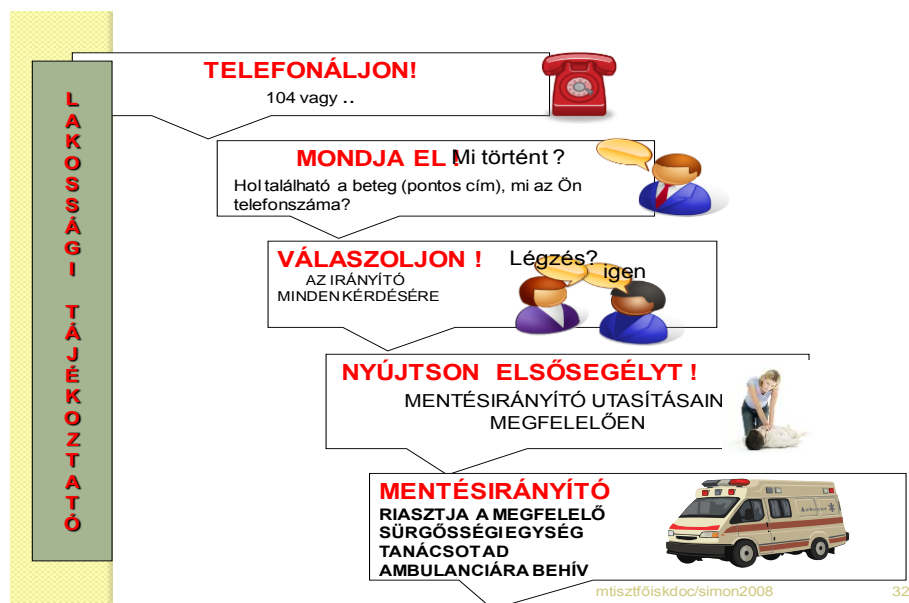 LAKOSSÁGI TÁJÉKOZTATÓ
TELEFONÁLJON!
104 vagy ..
MONDJA EL ! Mi történt ?
Hol található a beteg (pontos cím), mi az Ön
telefonszáma?
VÁLASZOLJON !
Légzés?
igen
AZ IRÁNYÍTÓ
MINDEN KÉRDÉSÉRE
NYÚJTSON ELSŐSEGÉLYT !
MENTÉSIRÁNYÍTÓ UTASÍTÁSAIN
MEGFELELŐEN
MENTÉSIRÁNYÍTÓ
RIASZTJA A MEGFELELŐ
SÜRGŐSSÉGI EGYSÉG
TANÁCSOT AD
AMBULANCIÁRA BEHÍV
Ambulance
mtisztfőiskdoc/simon2008
32